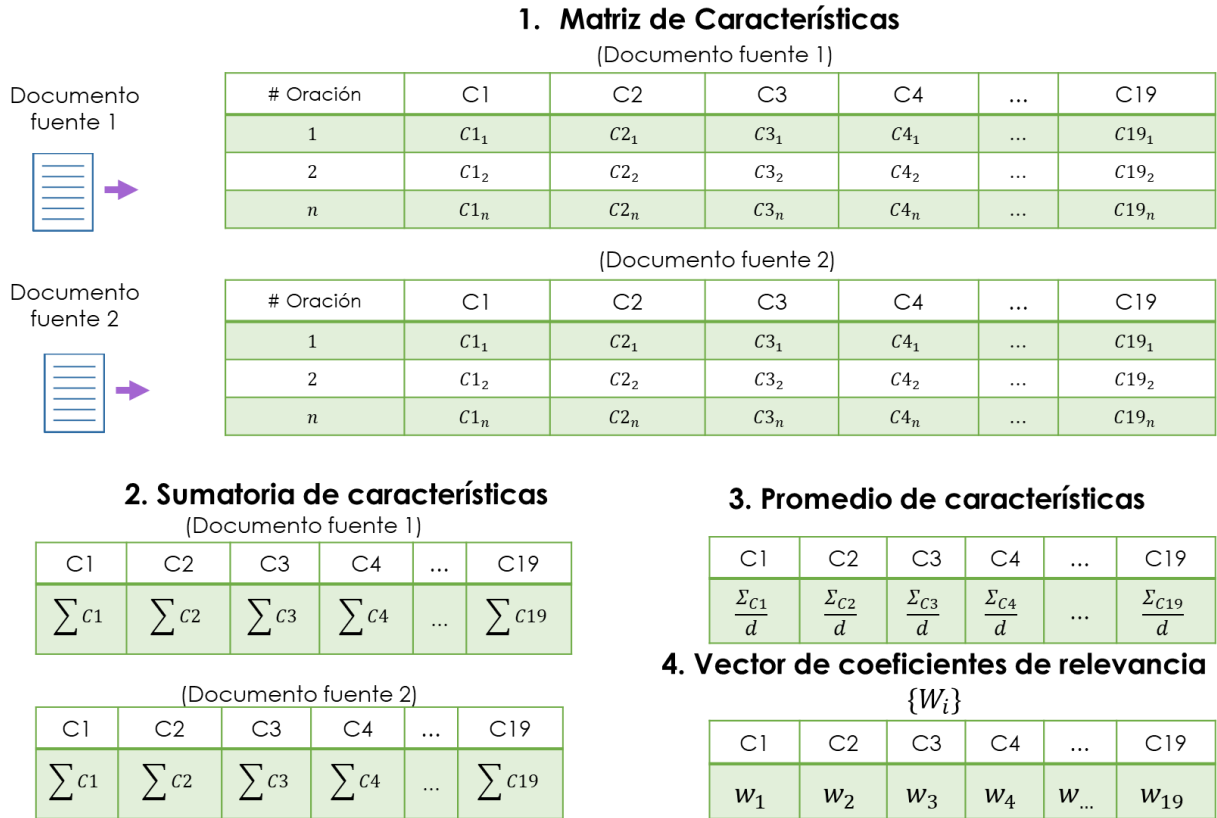 1. Matriz de Características
(Documento fuente 1)
Documento
fuente 1
# Oración C1 C2 C3 C4 ... C19
1 C1₁ C2₁ C3₁ C4₁ ... C19₁
2 C1₂ C2₂ C3₂ C4₂ ... C19₂
n C1ₙ C2ₙ C3ₙ C4ₙ ... C19ₙ
(Documento fuente 2)
Documento
fuente 2
# Oración C1 C2 C3 C4 ... C19
1 C1₁ C2₁ C3₁ C4₁ ... C19₁
2 C1₂ C2₂ C3₂ C4₂ ... C19₂
n C1ₙ C2ₙ C3ₙ C4ₙ ... C19ₙ
2. Sumatoria de características
(Documento fuente 1)
C1 C2 C3 C4 ... C19
∑C1 ∑C2 ∑C3 ∑C4 ... ∑C19
(Documento fuente 2)
C1 C2 C3 C4 ... C19
∑C1 ∑C2 ∑C3 ∑C4 ... ∑C19
3. Promedio de características
C1 C2 C3 C4 ... C19
Σ_C1/d Σ_C2/d Σ_C3/d Σ_C4/d ... Σ_C19/d
4. Vector de coeficientes de relevancia
{Wᵢ}
C1 C2 C3 C4 ... C19
w₁ w₂ w₃ w₄ w... w₁₉